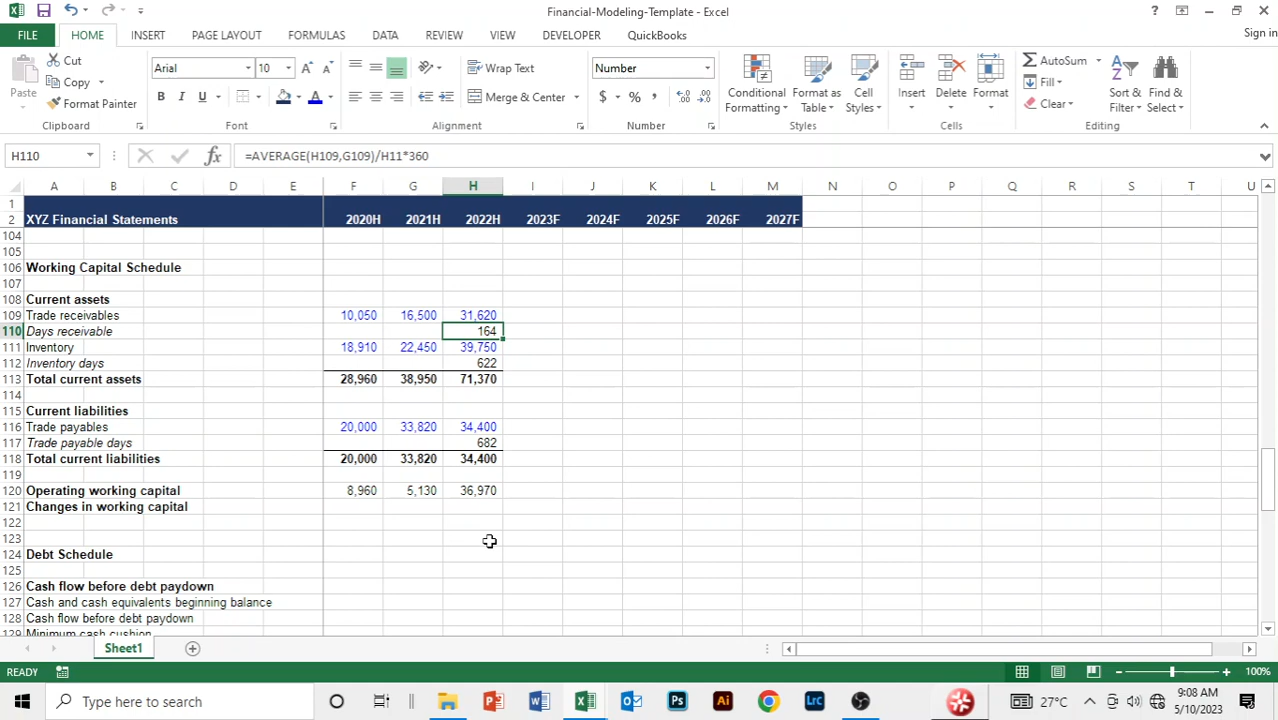 Financial-Modeling-Template - Excel
?
FILE HOME INSERT PAGE LAYOUT FORMULAS DATA REVIEW VIEW DEVELOPER QuickBooks Sign in
Paste Cut Copy Format Painter
Arial 10
B I U A
Wrap Text
Merge & Center
Number
$ % ,
Conditional Formatting Format as Table Cell Styles
Insert Delete Format
AutoSum Fill Clear
Sort & Filter Find & Select
Clipboard Font Alignment Number Styles Cells Editing
H110 fx =AVERAGE(H109,G109)/H11*360
A B C D E F G H I J K L M N O P Q R S T U
1
2 XYZ Financial Statements 2020H 2021H 2022H 2023F 2024F 2025F 2026F 2027F
104
105
106 Working Capital Schedule
107
108 Current assets
109 Trade receivables 10,050 16,500 31,620
110 Days receivable 164
111 Inventory 18,910 22,450 39,750
112 Inventory days 622
113 Total current assets 28,960 38,950 71,370
114
115 Current liabilities
116 Trade payables 20,000 33,820 34,400
117 Trade payable days 682
118 Total current liabilities 20,000 33,820 34,400
119
120 Operating working capital 8,960 5,130 36,970
121 Changes in working capital
122
123
124 Debt Schedule
125
126 Cash flow before debt paydown
127 Cash and cash equivalents beginning balance
128 Cash flow before debt paydown
129 Minimum cash cushion
Sheet1
READY 100%
Type here to search 27°C 9:08 AM
5/10/2023